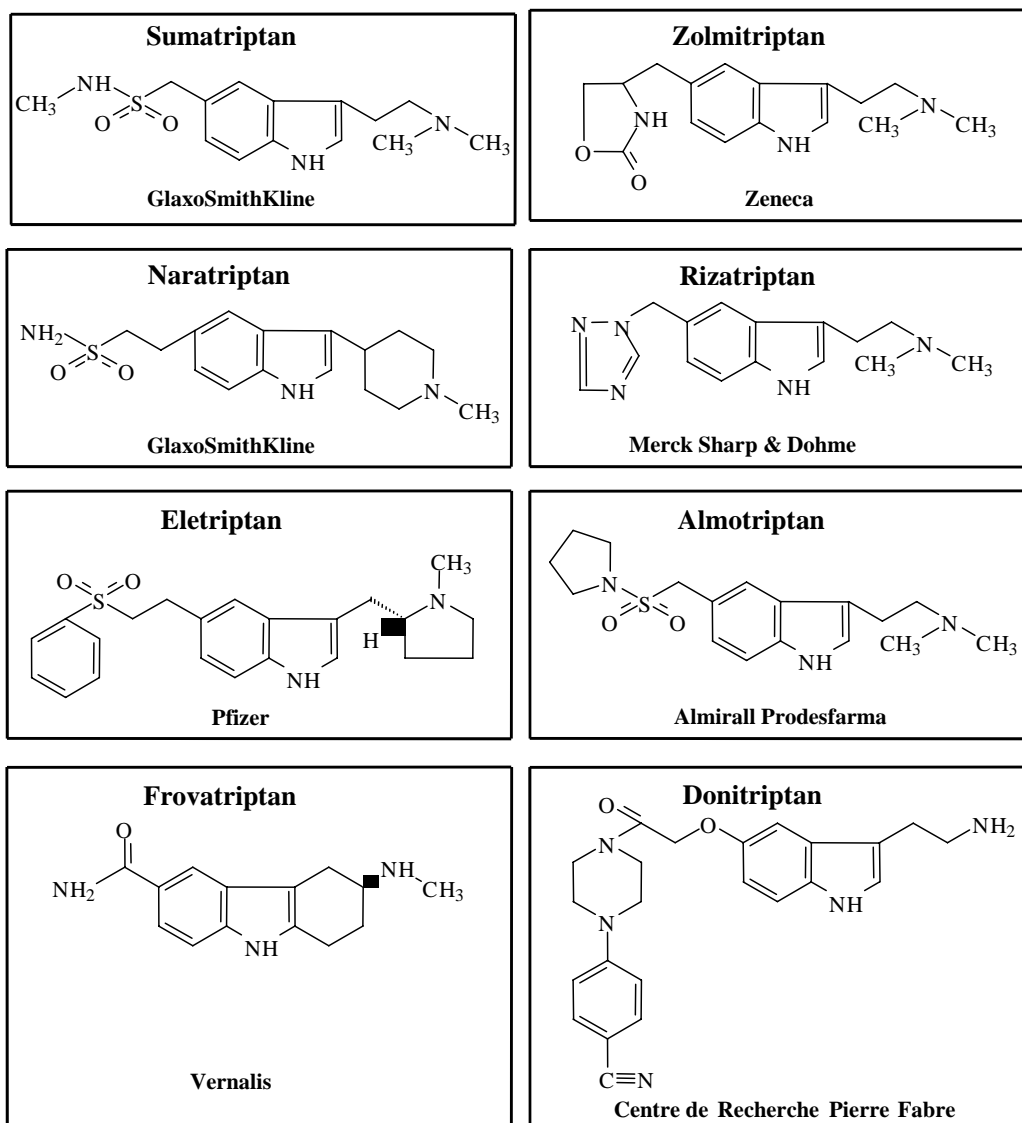 Sumatriptan
NH
CH3
S
O O
N
CH3 CH3
NH
GlaxoSmithKline
Zolmitriptan
NH
O
O
N
CH3 CH3
NH
Zeneca
Naratriptan
NH2
S
O O
NH
N
CH3
GlaxoSmithKline
Rizatriptan
N N
N
N
CH3 CH3
NH
Merck Sharp & Dohme
Eletriptan
O O
S
CH3
N
H
NH
Pfizer
Almotriptan
N
S
O O
N
CH3 CH3
NH
Almirall Prodesfarma
Frovatriptan
O
NH2
NH
CH3
NH
Vernalis
Donitriptan
O
O
NH2
N
NH
N
C≡N
Centre de Recherche Pierre Fabre